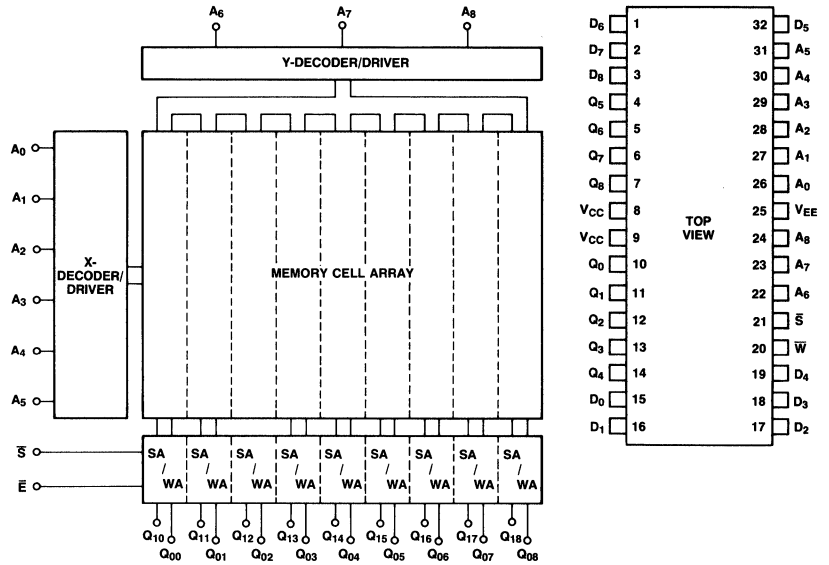 A6 A7 A8
Y-DECODER/DRIVER
A0
A1
A2
A3
A4
A5
X-
DECODER/
DRIVER
MEMORY CELL ARRAY
S̅
E̅
SA / WA SA / WA SA / WA SA / WA SA / WA SA / WA SA / WA SA / WA SA / WA
Q10 Q11 Q12 Q13 Q14 Q15 Q16 Q17 Q18
Q00 Q01 Q02 Q03 Q04 Q05 Q06 Q07 Q08
D6 1 32 D5
D7 2 31 A5
D8 3 30 A4
Q5 4 29 A3
Q6 5 28 A2
Q7 6 27 A1
Q8 7 26 A0
VCC 8 25 VEE
TOP
VIEW
VCC 9 24 A8
Q0 10 23 A7
Q1 11 22 A6
Q2 12 21 S̅
Q3 13 20 W̅
Q4 14 19 D4
D0 15 18 D3
D1 16 17 D2